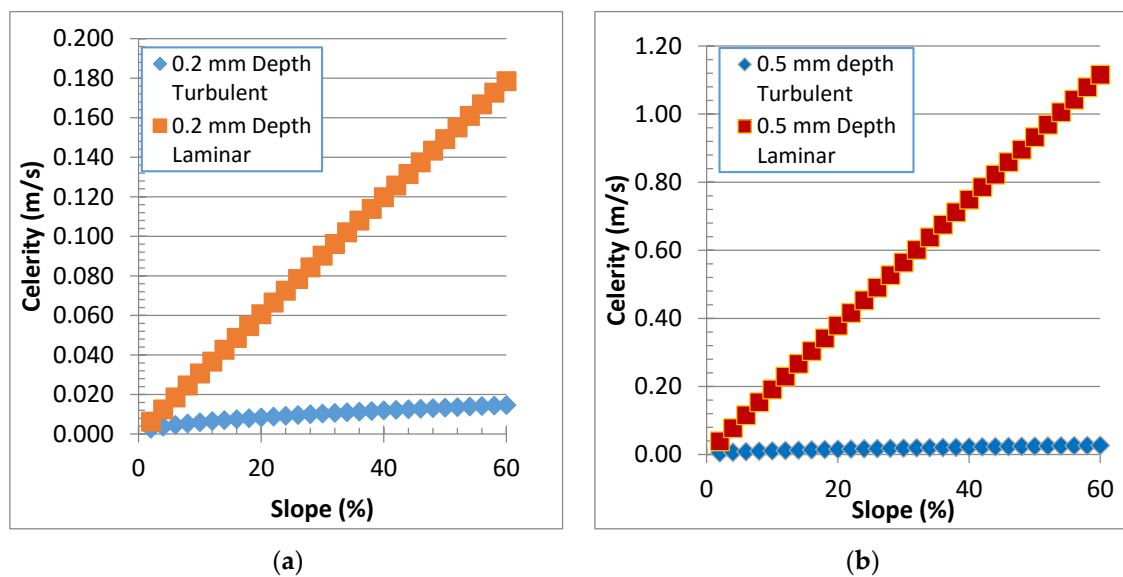 0.200
0.180
0.160
0.140
0.120
0.100
0.080
0.060
0.040
0.020
0.000
Celerity (m/s)
0.2 mm Depth
Turbulent
0.2 mm Depth
Laminar
0 20 40 60
Slope (%)
(a)
1.20
1.00
0.80
0.60
0.40
0.20
0.00
Celerity (m/s)
0.5 mm depth
Turbulent
0.5 mm Depth
Laminar
0 20 40 60
Slope (%)
(b)